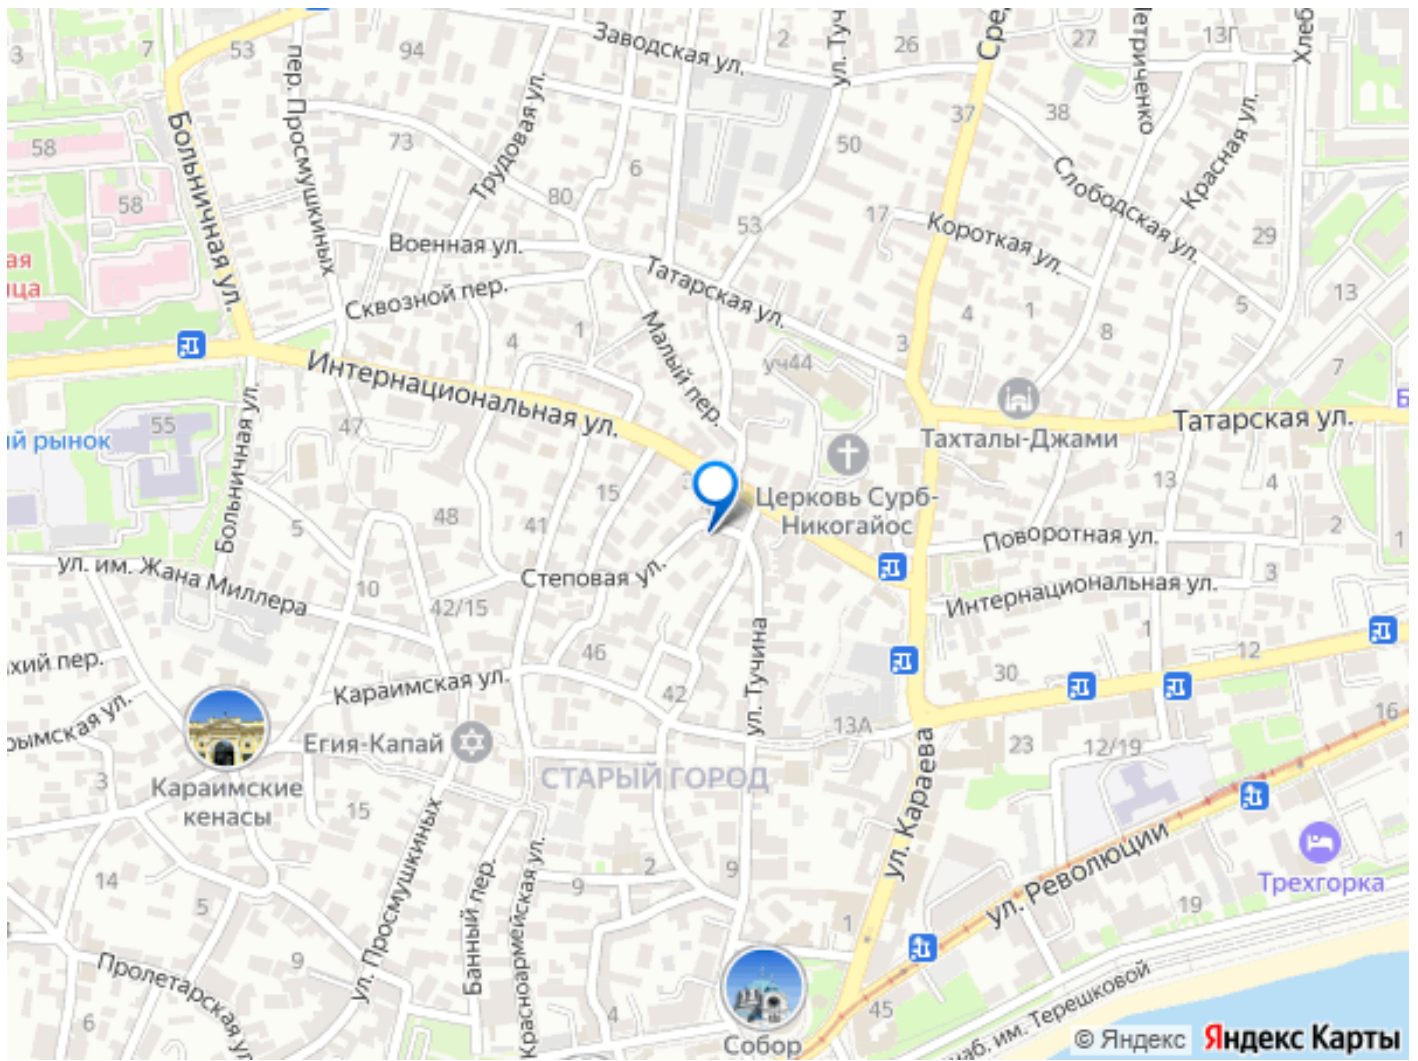 Заводская ул.
2
ул. Ту
26
Сре
27
Петриченко
13Г
Хлеб
3
7
53
94
пер. Просмушкиных
Трудовая ул.
Больничная ул.
58
73
6
50
37
38
Красная ул.
58
80
53
17
Слободская ул.
Короткая ул.
29
Военная ул.
Татарская ул.
ая
ца
Сквозной пер.
4
1
Малый пер.
3
4
1
8
5
13
Интернациональная ул.
уч44
7
Тахталы-Джами
Татарская ул.
Б
ий рынок
55
47
Больничная ул.
5
48
41
15
Церковь Сурб-
Никогайос
13
4
2
1
Поворотная ул.
ул. им. Жана Миллера
10
42/15
Степовая ул.
Интернациональная ул.
3
1
12
хий пер.
46
ул. Тучина
30
Караимская ул.
42
13А
16
рымская ул.
Егия-Капай
23
12/19
СТАРЫЙ ГОРОД
3
Караимские
кенасы
15
ул. Караева
ул. Революции
Трехгорка
14
5
ул. Просмушкиных
Банный пер.
Красноармейская ул.
9
2
9
1
19
4
Пролетарская ул.
9
6
45
Собор
наб. им. Терешковой
© Яндекс Яндекс Карты